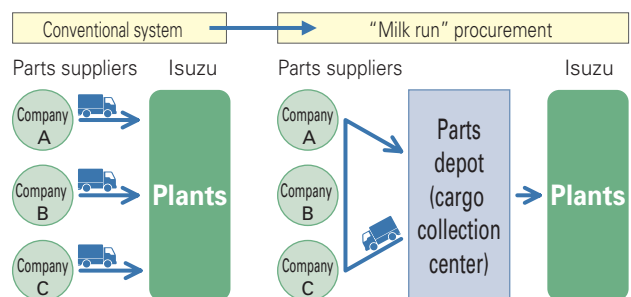 Conventional system
“Milk run” procurement
Parts suppliers
Isuzu
Company
A
Company
B
Company
C
Plants
Parts suppliers
Isuzu
Company
A
Company
B
Company
C
Parts
depot
(cargo
collection
center)
Plants